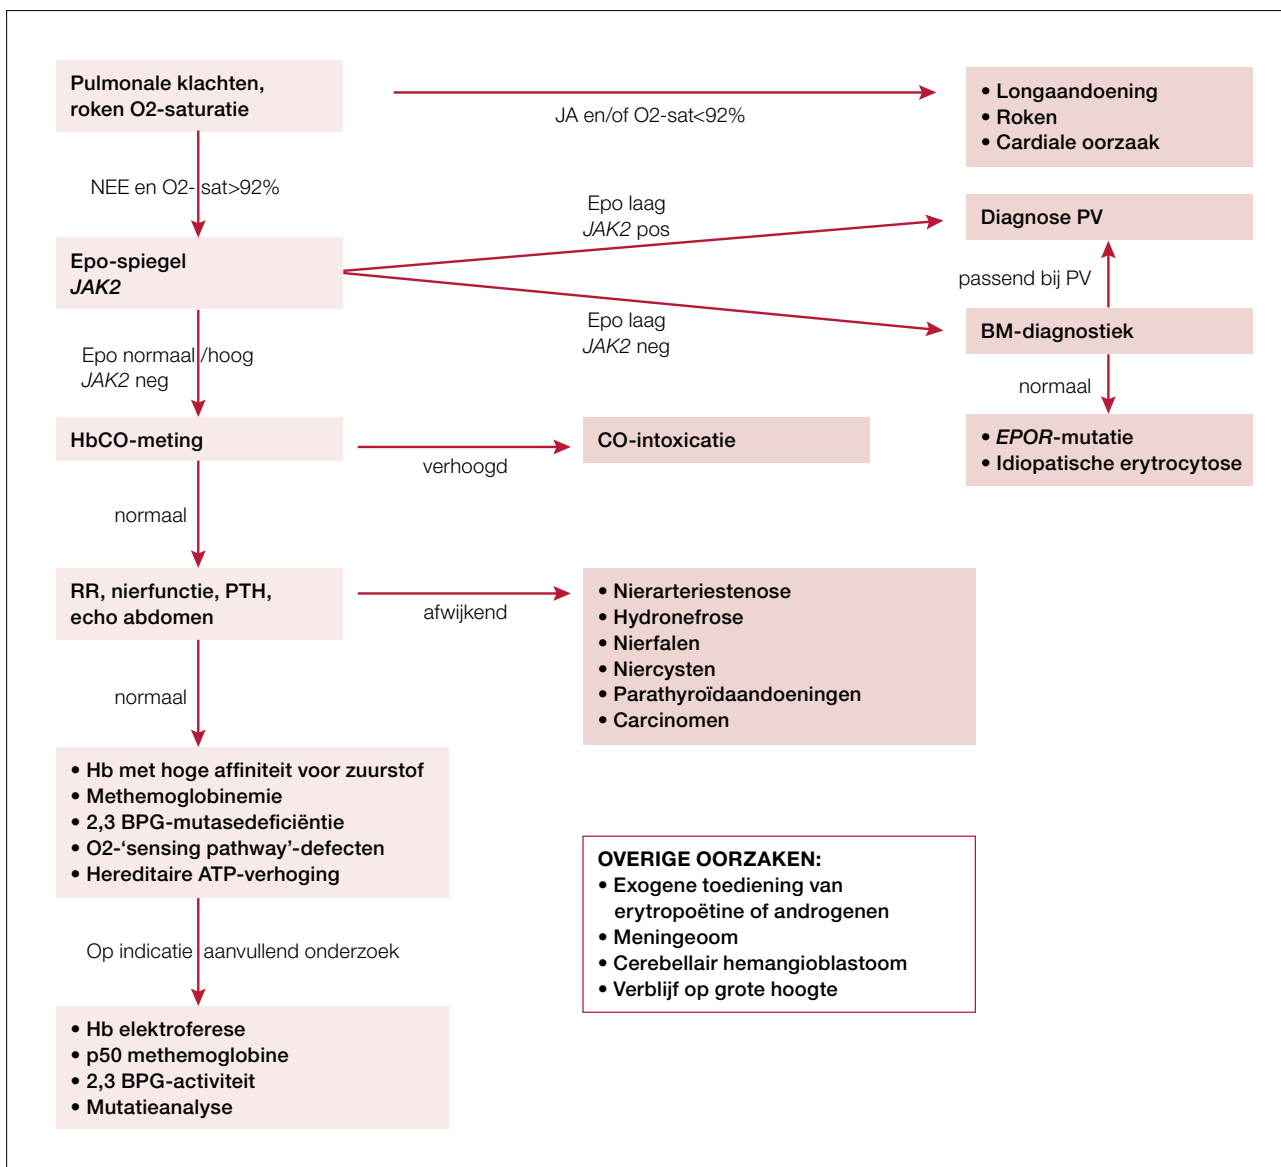 Pulmonale klachten,
roken O2-saturatie
JA en/of O2-sat<92%
• Longaandoening
• Roken
• Cardiale oorzaak
NEE en O2- sat>92%
Epo laag
JAK2 pos
Diagnose PV
Epo-spiegel
JAK2
passend bij PV
Epo laag
JAK2 neg
BM-diagnostiek
Epo normaal /hoog
JAK2 neg
normaal
HbCO-meting
verhoogd
CO-intoxicatie
• EPOR-mutatie
• Idiopatische erytrocytose
normaal
RR, nierfunctie, PTH,
echo abdomen
afwijkend
• Nierarteriestenose
• Hydronefrose
• Nierfalen
• Niercysten
• Parathyroïdaandoeningen
• Carcinomen
normaal
• Hb met hoge affiniteit voor zuurstof
• Methemoglobinemie
• 2,3 BPG-mutasedeficiëntie
• O2-‘sensing pathway’-defecten
• Hereditaire ATP-verhoging
OVERIGE OORZAKEN:
• Exogene toediening van
erytropoëtine of androgenen
• Meningeoom
• Cerebellair hemangioblastoom
• Verblijf op grote hoogte
Op indicatie aanvullend onderzoek
• Hb elektroferese
• p50 methemoglobine
• 2,3 BPG-activiteit
• Mutatieanalyse